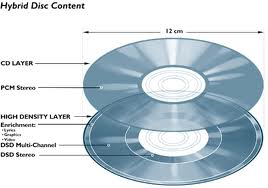 Hybrid Disc Content
12 cm
CD LAYER
PCM Stereo
HIGH DENSITY LAYER
Enrichment:
• Lyrics
• Graphics
• Video
DSD Multi-Channel
DSD Stereo